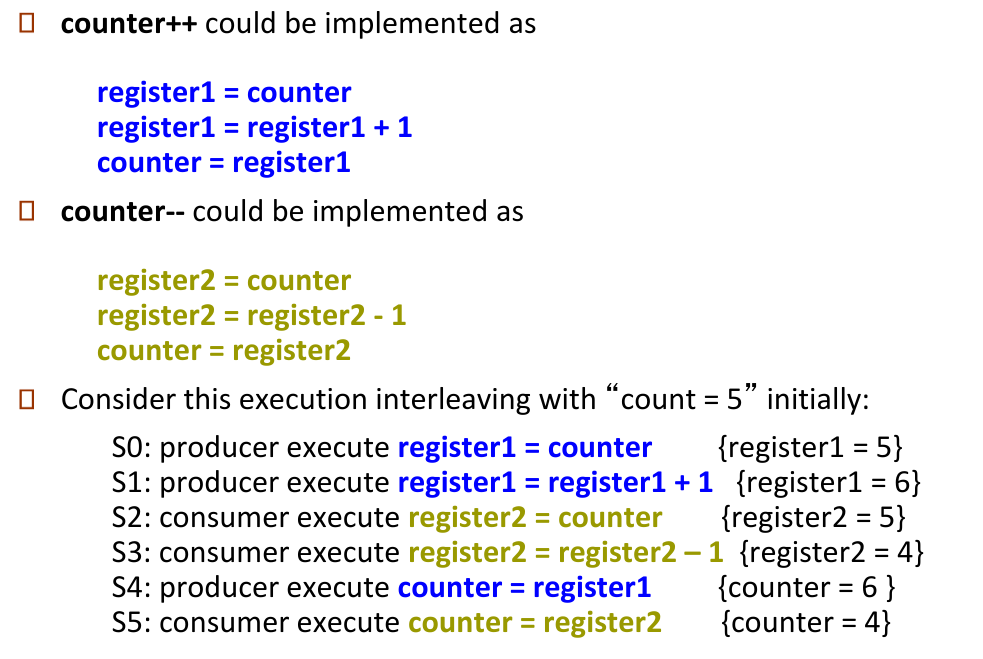 counter++ could be implemented as
register1 = counter
register1 = register1 + 1
counter = register1
counter-- could be implemented as
register2 = counter
register2 = register2 - 1
counter = register2
Consider this execution interleaving with “count = 5” initially:
S0: producer execute register1 = counter {register1 = 5}
S1: producer execute register1 = register1 + 1 {register1 = 6}
S2: consumer execute register2 = counter {register2 = 5}
S3: consumer execute register2 = register2 – 1 {register2 = 4}
S4: producer execute counter = register1 {counter = 6 }
S5: consumer execute counter = register2 {counter = 4}